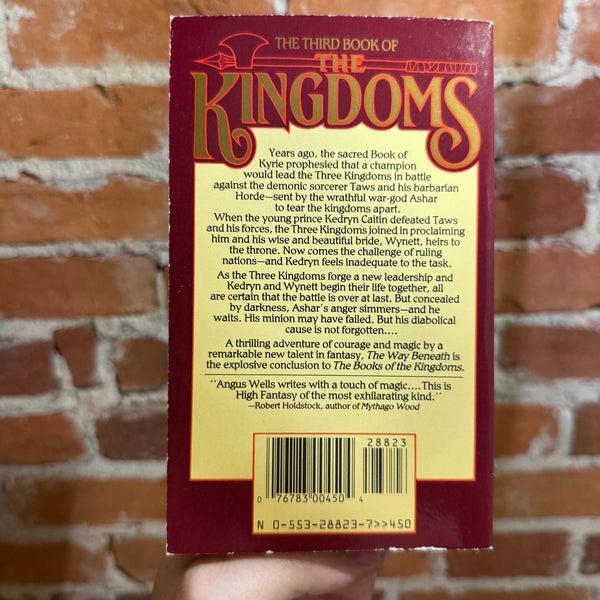 THE THIRD BOOK OF
THE
KINGDOMS
Years ago, the sacred Book of
Kyrie prophesied that a champion
would lead the Three Kingdoms in battle
against the demonic sorcerer Taws and his barbarian
Horde—sent by the wrathful war-god Ashar
to tear the kingdoms apart.
When the young prince Kedryn Caitin defeated Taws
and his forces, the Three Kingdoms joined in proclaiming
him and his wise and beautiful bride, Wynett, heirs to
the throne. Now comes the challenge of ruling
nations—and Kedryn feels inadequate to the task.
As the Three Kingdoms forge a new leadership and
Kedryn and Wynett begin their life together, all
are certain that the battle is over at last. But concealed
by darkness, Ashar's anger simmers—and he
waits. His minion may have failed. But his diabolical
cause is not forgotten....
A thrilling adventure of courage and magic by a
remarkable new talent in fantasy, The Way Beneath is
the explosive conclusion to The Books of the Kingdoms.
"Angus Wells writes with a touch of magic....This is
High Fantasy of the most exhilarating kind."
—Robert Holdstock, author of Mythago Wood
28823
0 76783 00450 4
N 0-553-28823-7>>450